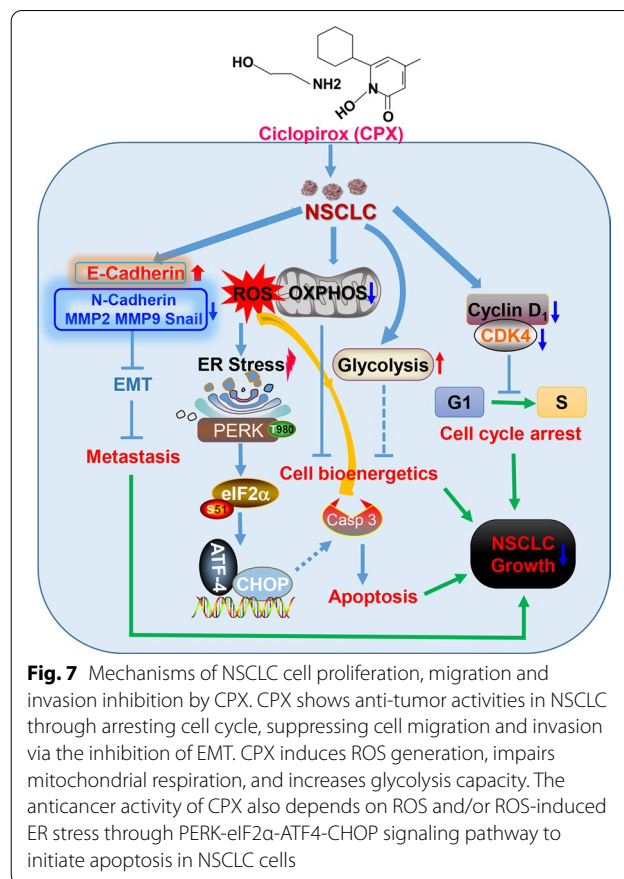 HO
NH2
N
HO
O
Ciclopirox (CPX)
NSCLC
E-Cadherin
N-Cadherin
MMP2 MMP9 Snail
EMT
Metastasis
ROS
OXPHOS
ER Stress
PERK T980
eIF2α
S51
ATF-4
CHOP
Glycolysis
Cell bioenergetics
Casp 3
Apoptosis
Cyclin D1
CDK4
G1
S
Cell cycle arrest
NSCLC
Growth
Fig. 7 Mechanisms of NSCLC cell proliferation, migration and
invasion inhibition by CPX. CPX shows anti-tumor activities in NSCLC
through arresting cell cycle, suppressing cell migration and invasion
via the inhibition of EMT. CPX induces ROS generation, impairs
mitochondrial respiration, and increases glycolysis capacity. The
anticancer activity of CPX also depends on ROS and/or ROS-induced
ER stress through PERK-eIF2α-ATF4-CHOP signaling pathway to
initiate apoptosis in NSCLC cells